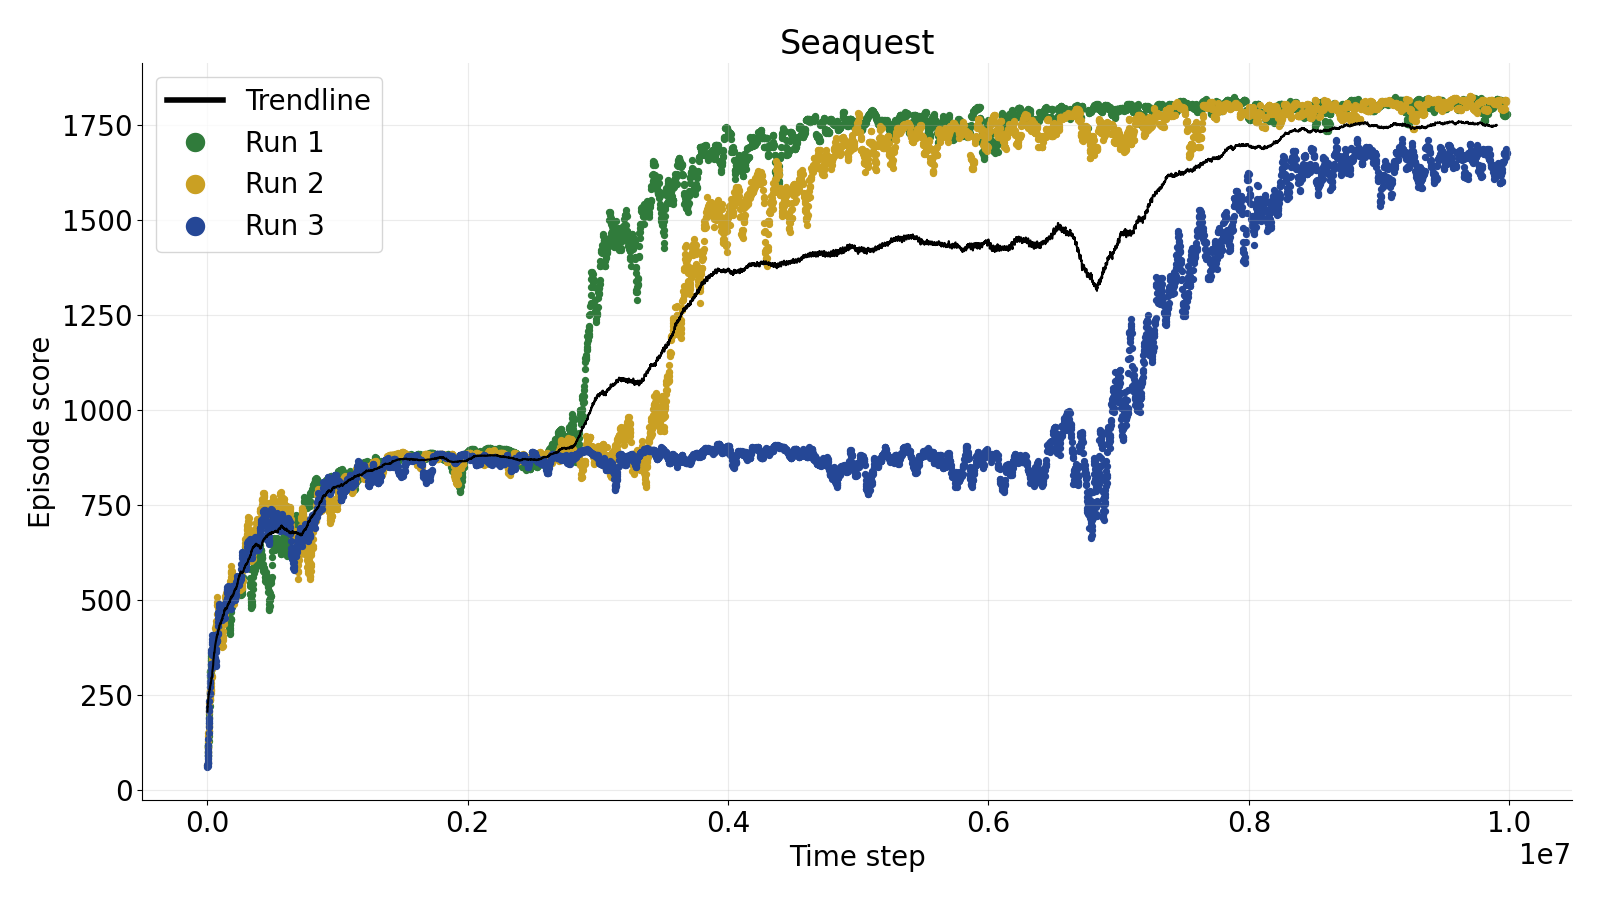 Seaquest
Trendline
Run 1
Run 2
Run 3
Episode score
1750
1500
1250
1000
750
500
250
0
0.0 0.2 0.4 0.6 0.8 1.0
1e7
Time step